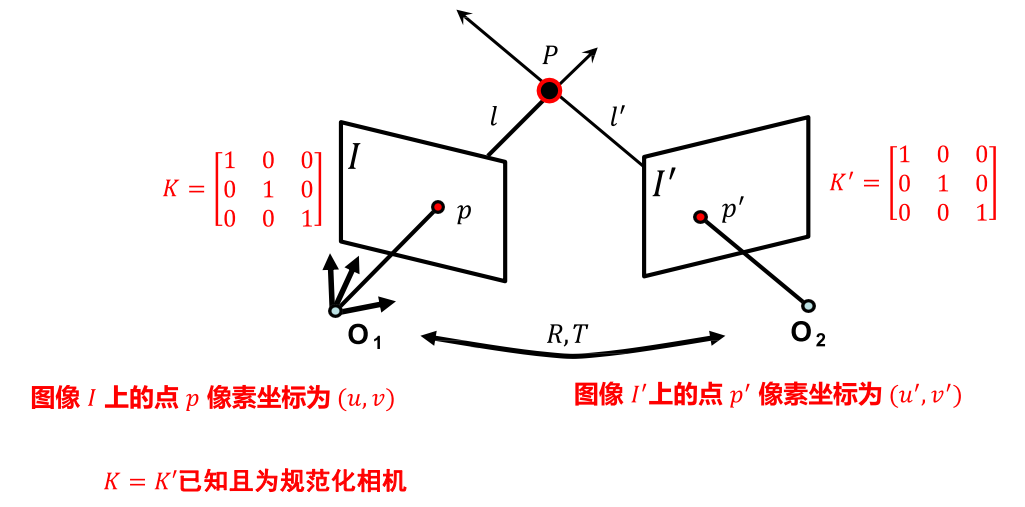 P
l
l′
I
I′
K = [1 0 0
0 1 0
0 0 1]
K′ = [1 0 0
0 1 0
0 0 1]
p
p′
O₁
R, T
O₂
图像 I 上的点 p 像素坐标为 (u, v)
图像 I′上的点 p′ 像素坐标为 (u′, v′)
K = K′已知且为规范化相机